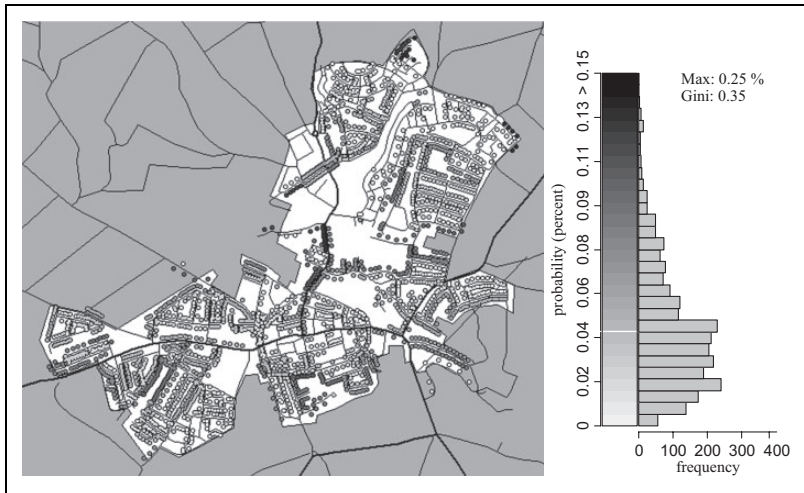 Max: 0.25 %
Gini: 0.35
probability (percent)
0 0.02 0.04 0.06 0.08 0.09 0.11 0.13 > 0.15
0 100 200 300 400
frequency